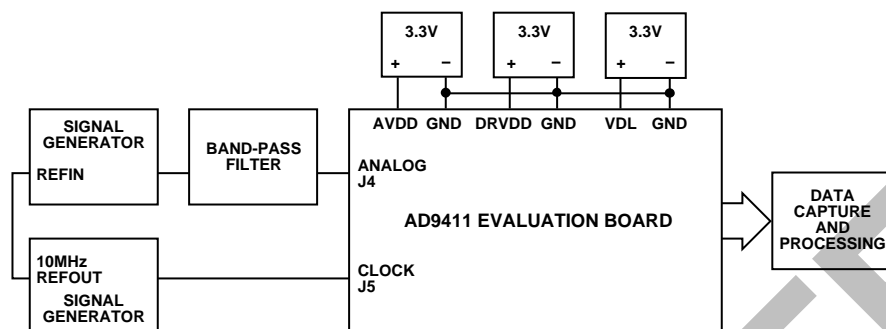 3.3V
+ –
3.3V
+ –
3.3V
+ –
AVDD GND DRVDD GND VDL GND
SIGNAL
GENERATOR
REFIN
BAND-PASS
FILTER
ANALOG
J4
AD9411 EVALUATION BOARD
DATA
CAPTURE
AND
PROCESSING
10MHz
REFOUT
SIGNAL
GENERATOR
CLOCK
J5